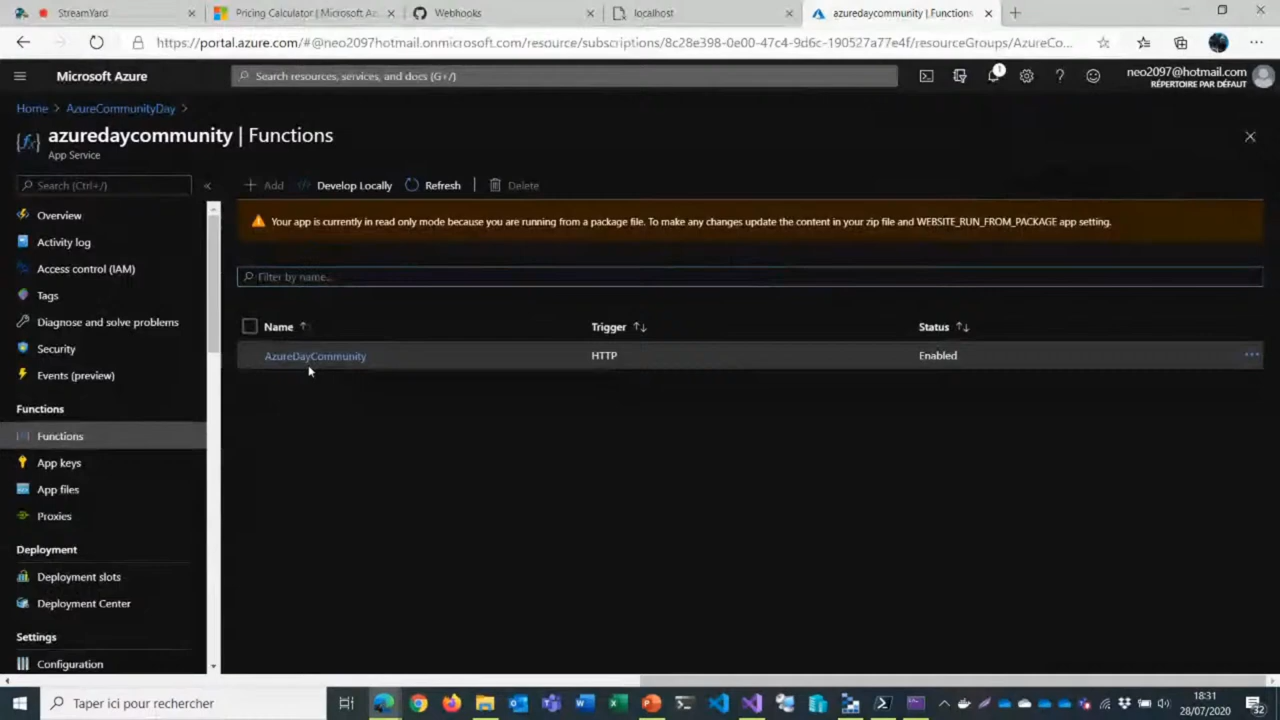 StreamYard
Pricing Calculator | Microsoft Az
Webhooks
localhost
azuredaycommunity | Functions
https://portal.azure.com/#@neo2097hotmail.onmicrosoft.com/resource/subscriptions/8c28e398-0e00-47c4-9d6c-190527a77e4f/resourceGroups/AzureCo...
Microsoft Azure
Search resources, services, and docs (G+/)
1
neo2097@hotmail.com
RÉPERTOIRE PAR DÉFAUT
Home > AzureCommunityDay >
azuredaycommunity | Functions
App Service
Search (Ctrl+/)
Add
Develop Locally
Refresh
Delete
Your app is currently in read only mode because you are running from a package file. To make any changes update the content in your zip file and WEBSITE_RUN_FROM_PACKAGE app setting.
Filter by name...
Name
Trigger
Status
AzureDayCommunity
HTTP
Enabled
Overview
Activity log
Access control (IAM)
Tags
Diagnose and solve problems
Security
Events (preview)
Functions
Functions
App keys
App files
Proxies
Deployment
Deployment slots
Deployment Center
Settings
Configuration
Taper ici pour rechercher
18:31
28/07/2020
32